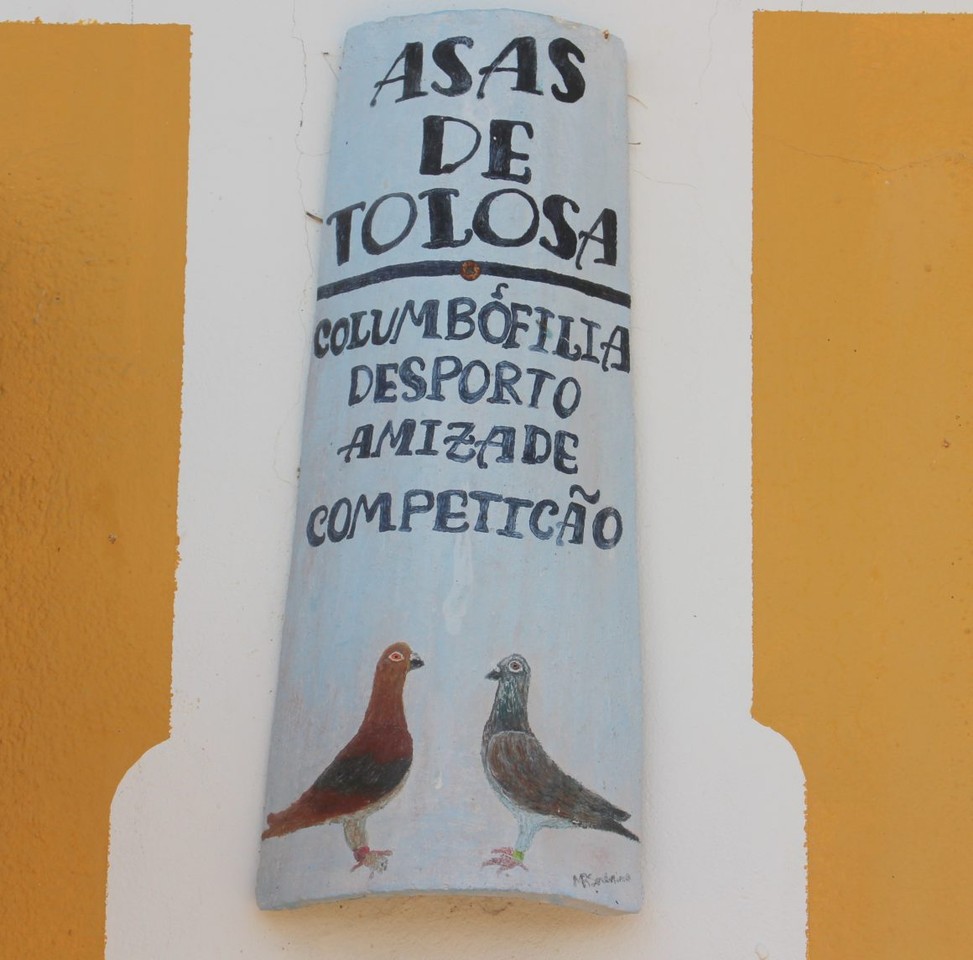 ASAS
DE
TOLOSA
COLUMBÓFILIA
DESPORTO
AMIZADE
COMPETICÃO